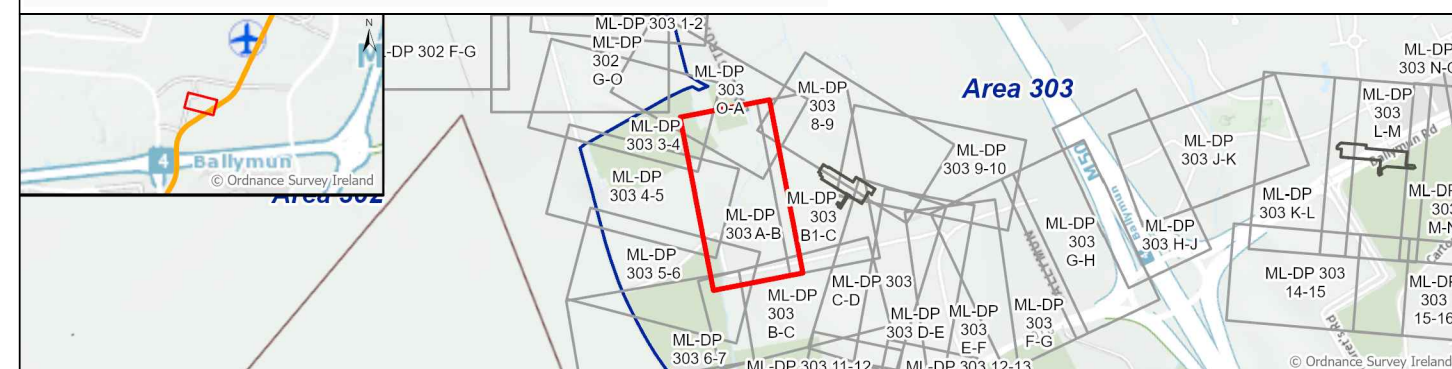 N
M
4
Ballymun
© Ordnance Survey Ireland
-DP 302 F-G
ML-DP 303 1-2
ML-DP
302
G-O
ML-DP
303
O-A
ML-DP
303 3-4
ML-DP
303
8-9
Area 303
ML-DP
303 4-5
ML-DP
303 A-B
ML-DP
303
B1-C
ML-DP
303 9-10
M50
Ballymun
ML-DP
303 J-K
ML-DP
303 N-
ML-DP
303
L-M
Ballymun Rd
ML-DP
303 5-6
ML-DP
303
B-C
ML-DP 303
C-D
ML-DP
303 D-E
ML-DP
303
E-F
ML-DP
303
F-G
ML-DP
303
G-H
ML-DP
303 H-J
ML-DP
303 K-L
ML-DP 303
14-15
ML-DP
303 6-7
ML-DP 303 11-12
ML-DP 303 12-13
303
15-16
© Ordnance Survey Ireland